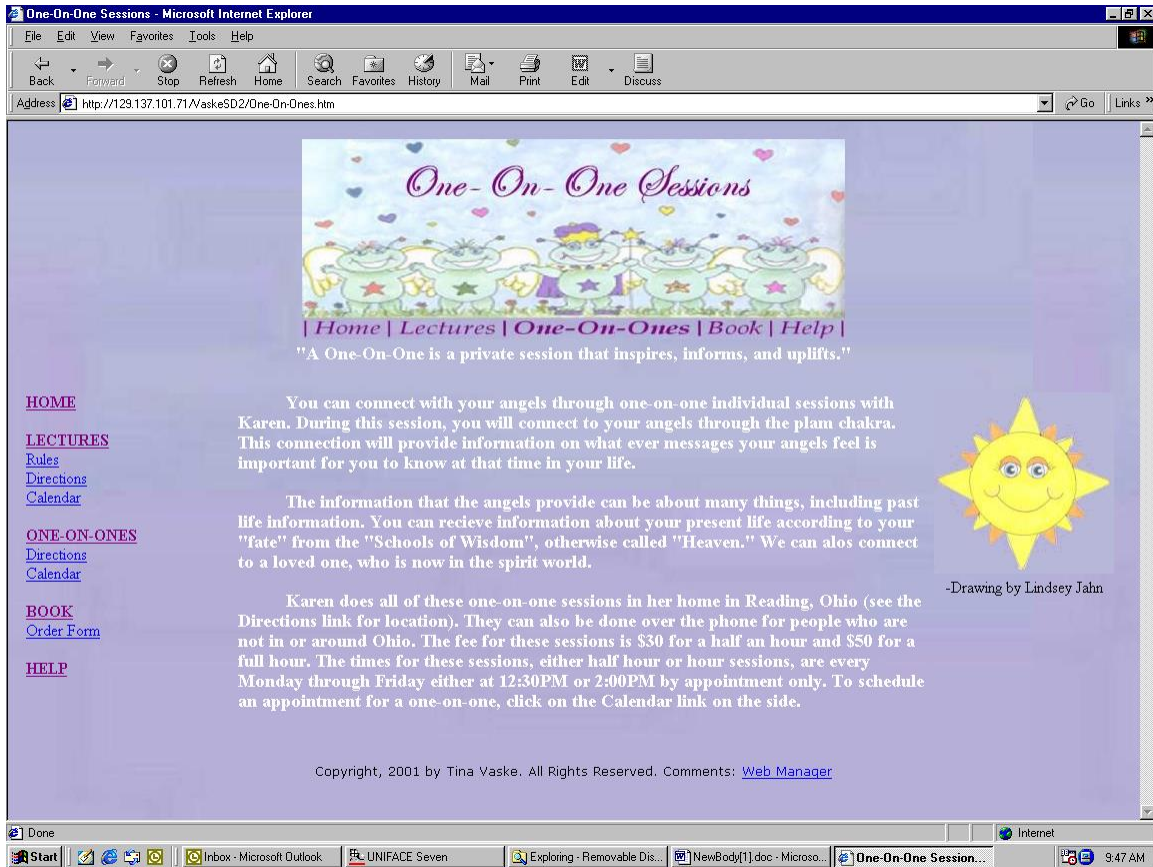 One-On-One Sessions - Microsoft Internet Explorer
File Edit View Favorites Tools Help
Back Forward Stop Refresh Home Search Favorites History Mail Print Edit Discuss
Address http://129.137.101.71/VaskeSD2/One-On-Ones.htm Go Links »
One- On- One Sessions
| Home | Lectures | One-On-Ones | Book | Help |
"A One-On-One is a private session that inspires, informs, and uplifts."
HOME
LECTURES
Rules
Directions
Calendar
ONE-ON-ONES
Directions
Calendar
BOOK
Order Form
HELP
You can connect with your angels through one-on-one individual sessions with
Karen. During this session, you will connect to your angels through the plam chakra.
This connection will provide information on what ever messages your angels feel is
important for you to know at that time in your life.
The information that the angels provide can be about many things, including past
life information. You can recieve information about your present life according to your
"fate" from the "Schools of Wisdom", otherwise called "Heaven." We can alos connect
to a loved one, who is now in the spirit world.
Karen does all of these one-on-one sessions in her home in Reading, Ohio (see the
Directions link for location). They can also be done over the phone for people who are
not in or around Ohio. The fee for these sessions is $30 for a half an hour and $50 for a
full hour. The times for these sessions, either half hour or hour sessions, are every
Monday through Friday either at 12:30PM or 2:00PM by appointment only. To schedule
an appointment for a one-on-one, click on the Calendar link on the side.
-Drawing by Lindsey Jahn
Copyright, 2001 by Tina Vaske. All Rights Reserved. Comments: Web Manager
Done Internet
Start Inbox - Microsoft Outlook UNIFACE Seven Exploring - Removable Dis... NewBody[1].doc - Microso... One-On-One Session... 9:47 AM